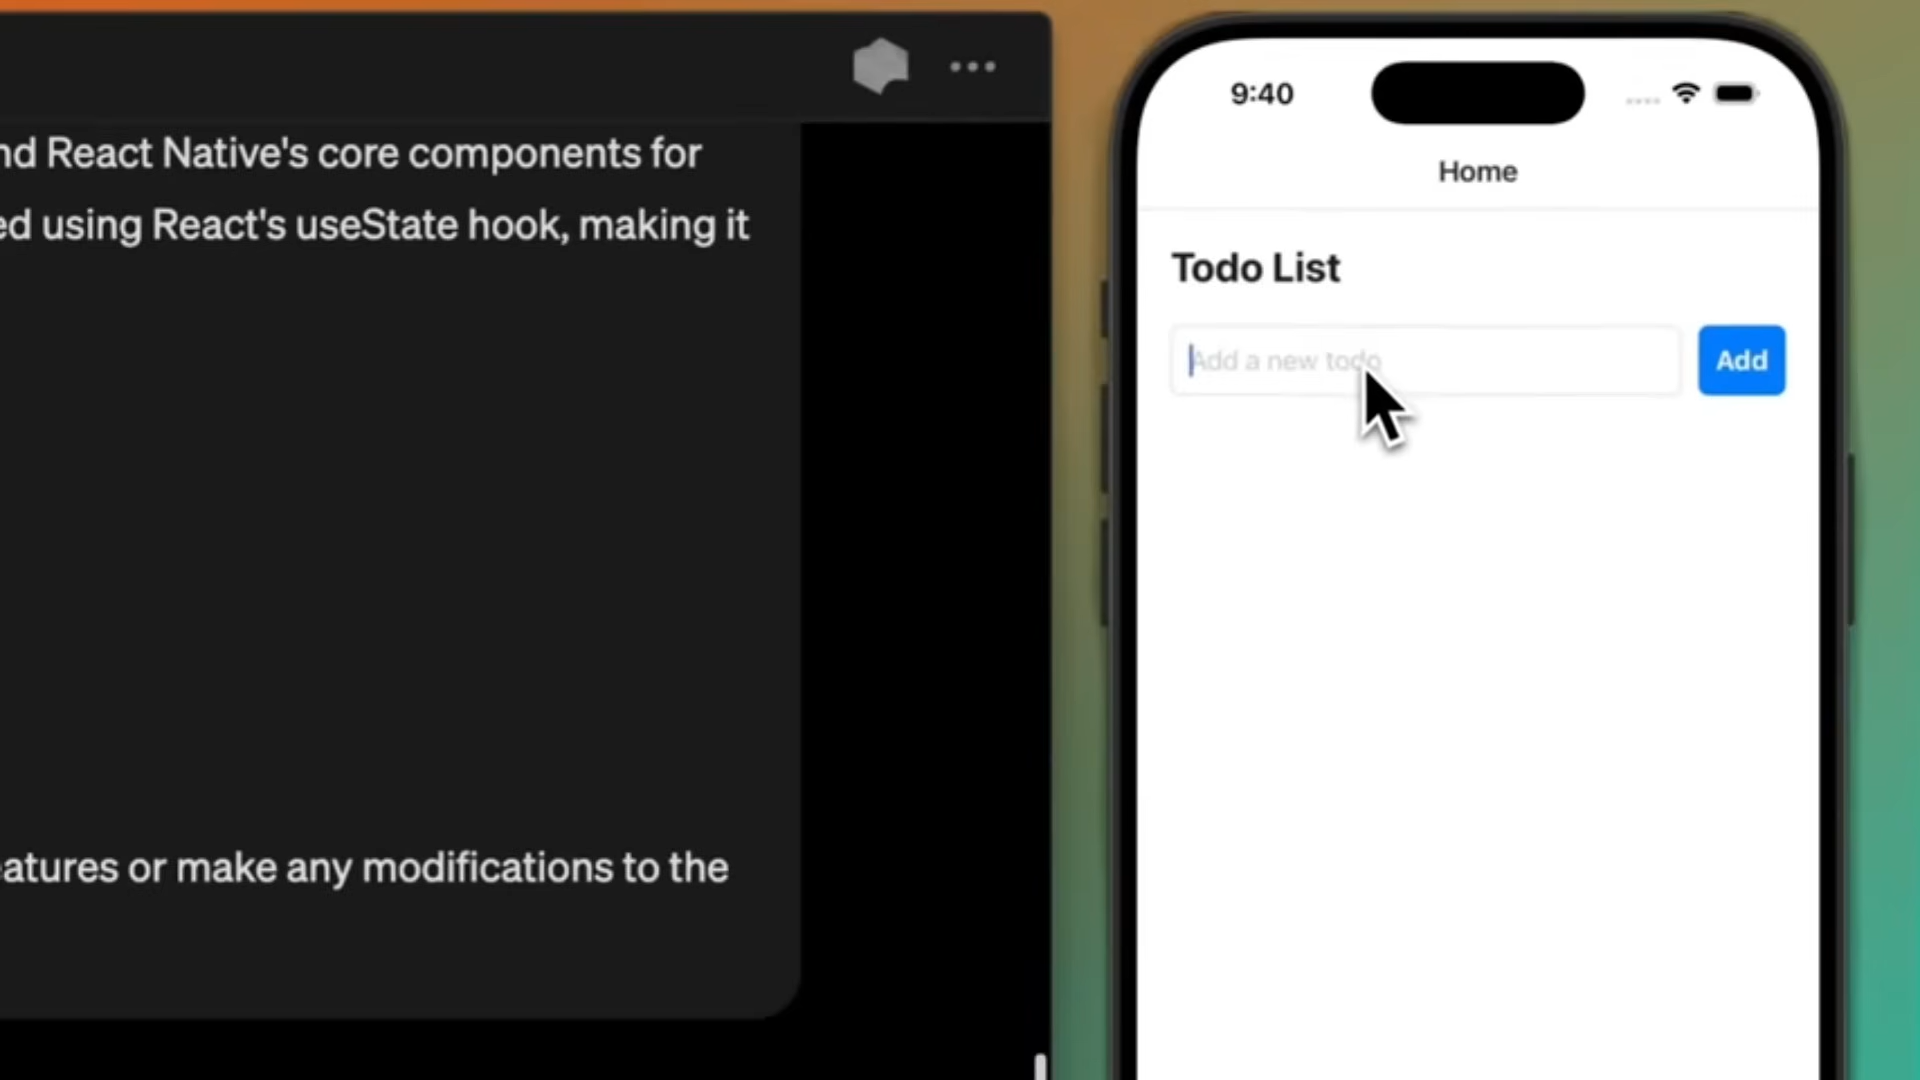 nd React Native's core components for
ed using React's useState hook, making it
eatures or make any modifications to the
9:40
Home
Todo List
Add a new todo
Add